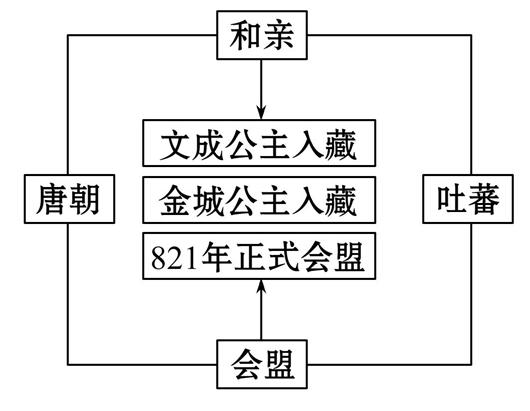 和亲
文成公主入藏
唐朝
金城公主入藏
吐蕃
821年正式会盟
会盟